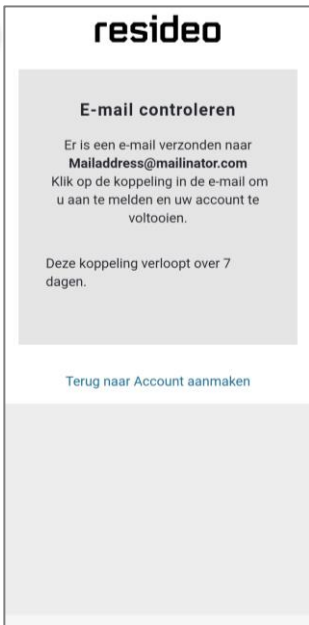 resideo
E-mail controleren
Er is een e-mail verzonden naar
Mailaddress@mailinator.com
Klik op de koppeling in de e-mail om
u aan te melden en uw account te
voltooien.
Deze koppeling verloopt over 7
dagen.
Terug naar Account aanmaken